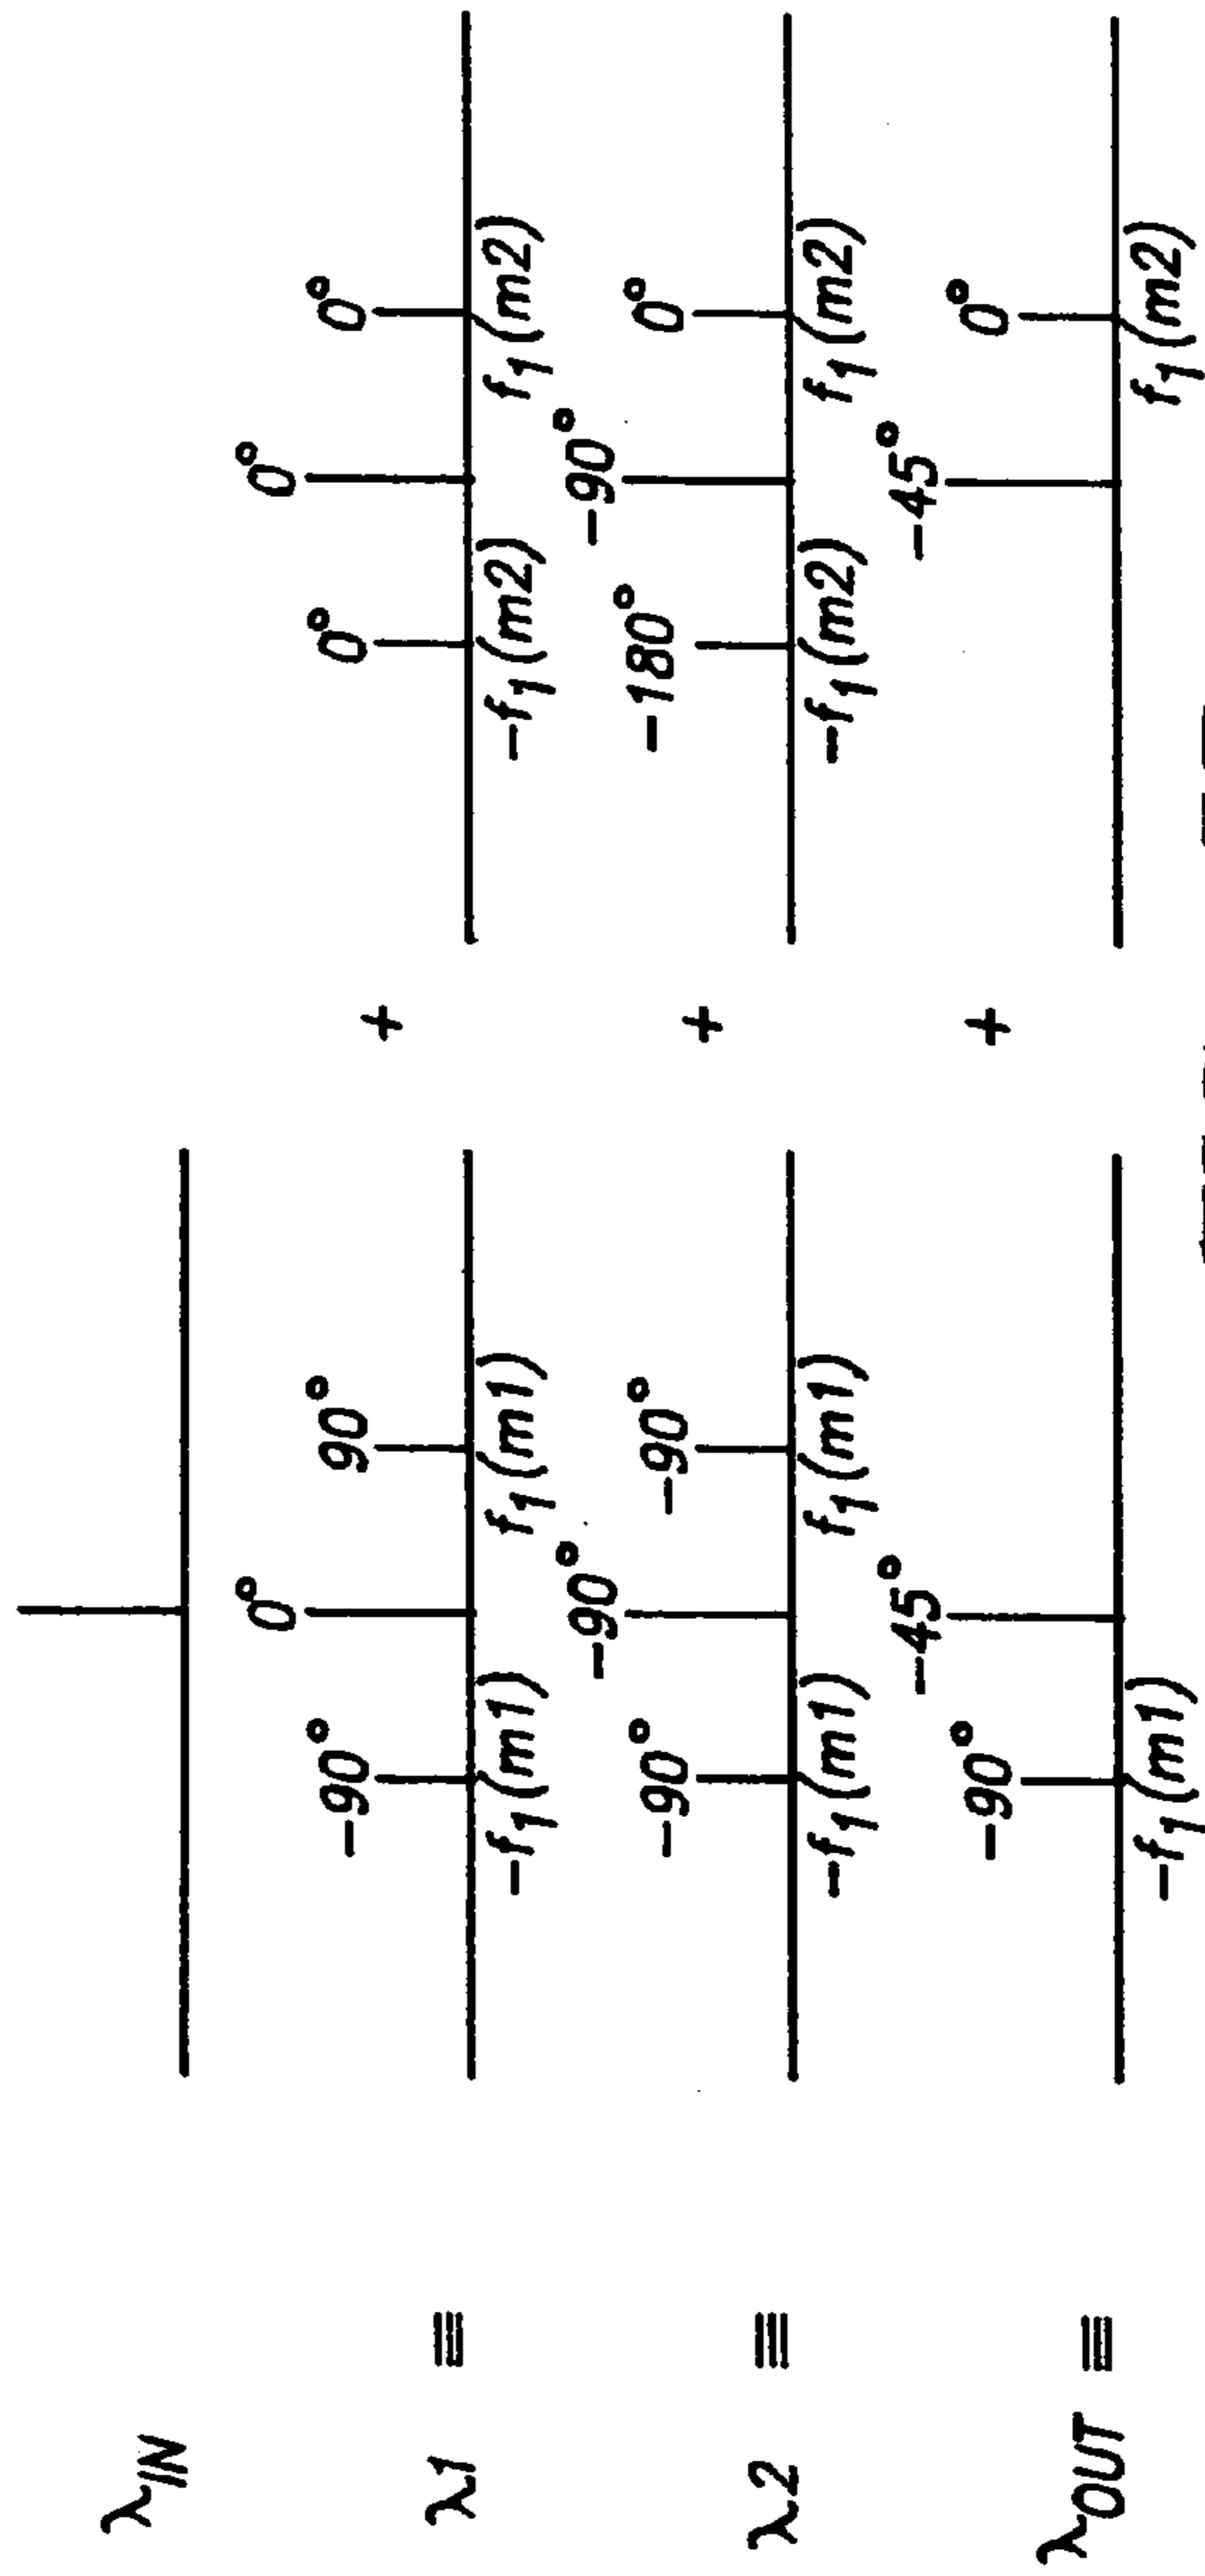 λIN
0° 0°
λ1 ≡ -90° 90° + 0° 0°
-f1(m1) f1(m1) -f1(m2) f1(m2)
-90° -90°
λ2 ≡ -90° -90° + -180° 0°
-f1(m1) f1(m1) -f1(m2) f1(m2)
-45° -45°
λOUT ≡ -90° + 0°
-f1(m1) f1(m2)